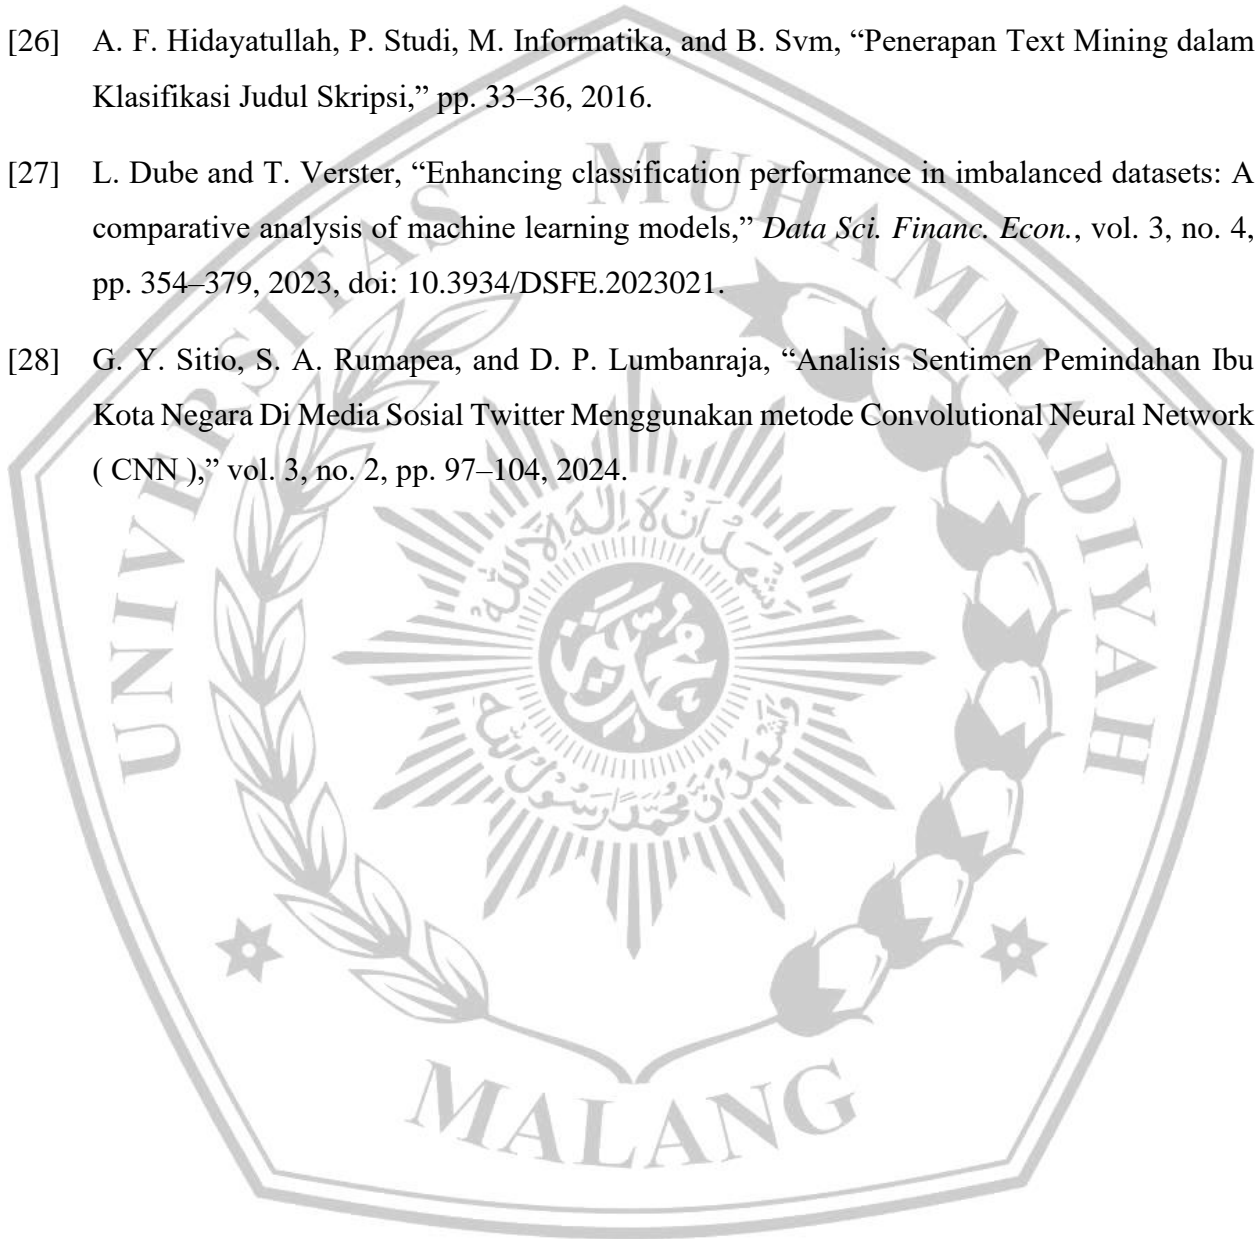 [26] A. F. Hidayatullah, P. Studi, M. Informatika, and B. Svm, “Penerapan Text Mining dalam
Klasifikasi Judul Skripsi,” pp. 33–36, 2016.
[27] L. Dube and T. Verster, “Enhancing classification performance in imbalanced datasets: A
comparative analysis of machine learning models,” Data Sci. Financ. Econ., vol. 3, no. 4,
pp. 354–379, 2023, doi: 10.3934/DSFE.2023021.
[28] G. Y. Sitio, S. A. Rumapea, and D. P. Lumbanraja, “Analisis Sentimen Pemindahan Ibu
Kota Negara Di Media Sosial Twitter Menggunakan metode Convolutional Neural Network
( CNN ),” vol. 3, no. 2, pp. 97–104, 2024.
UNIVERSITAS MUHAMMADIYAH
MALANG